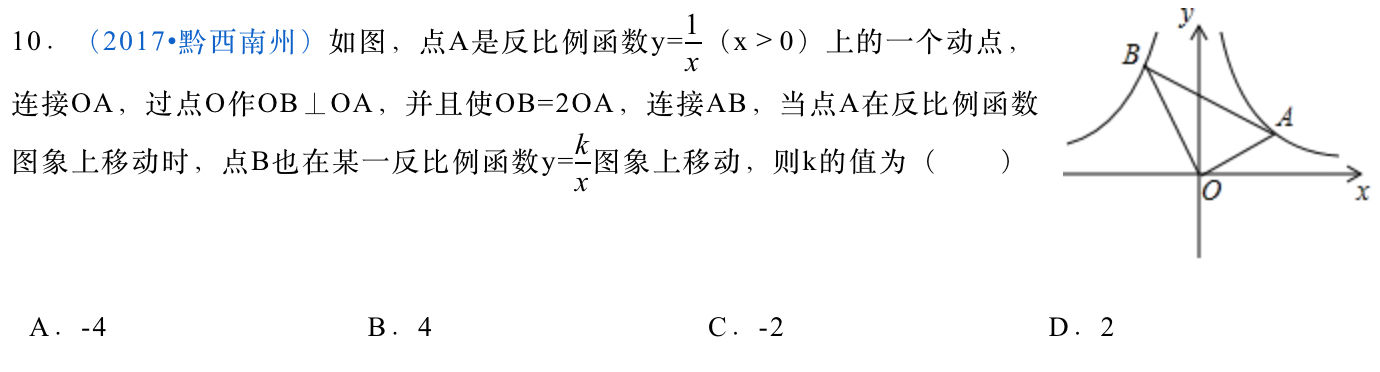 10．（2017•黔西南州）如图，点A是反比例函数y=1/x（x＞0）上的一个动点，
连接OA，过点O作OB⊥OA，并且使OB=2OA，连接AB，当点A在反比例函数
图象上移动时，点B也在某一反比例函数y=k/x图象上移动，则k的值为（　　）
y
B
A
O
x
A．-4 B．4 C．-2 D．2